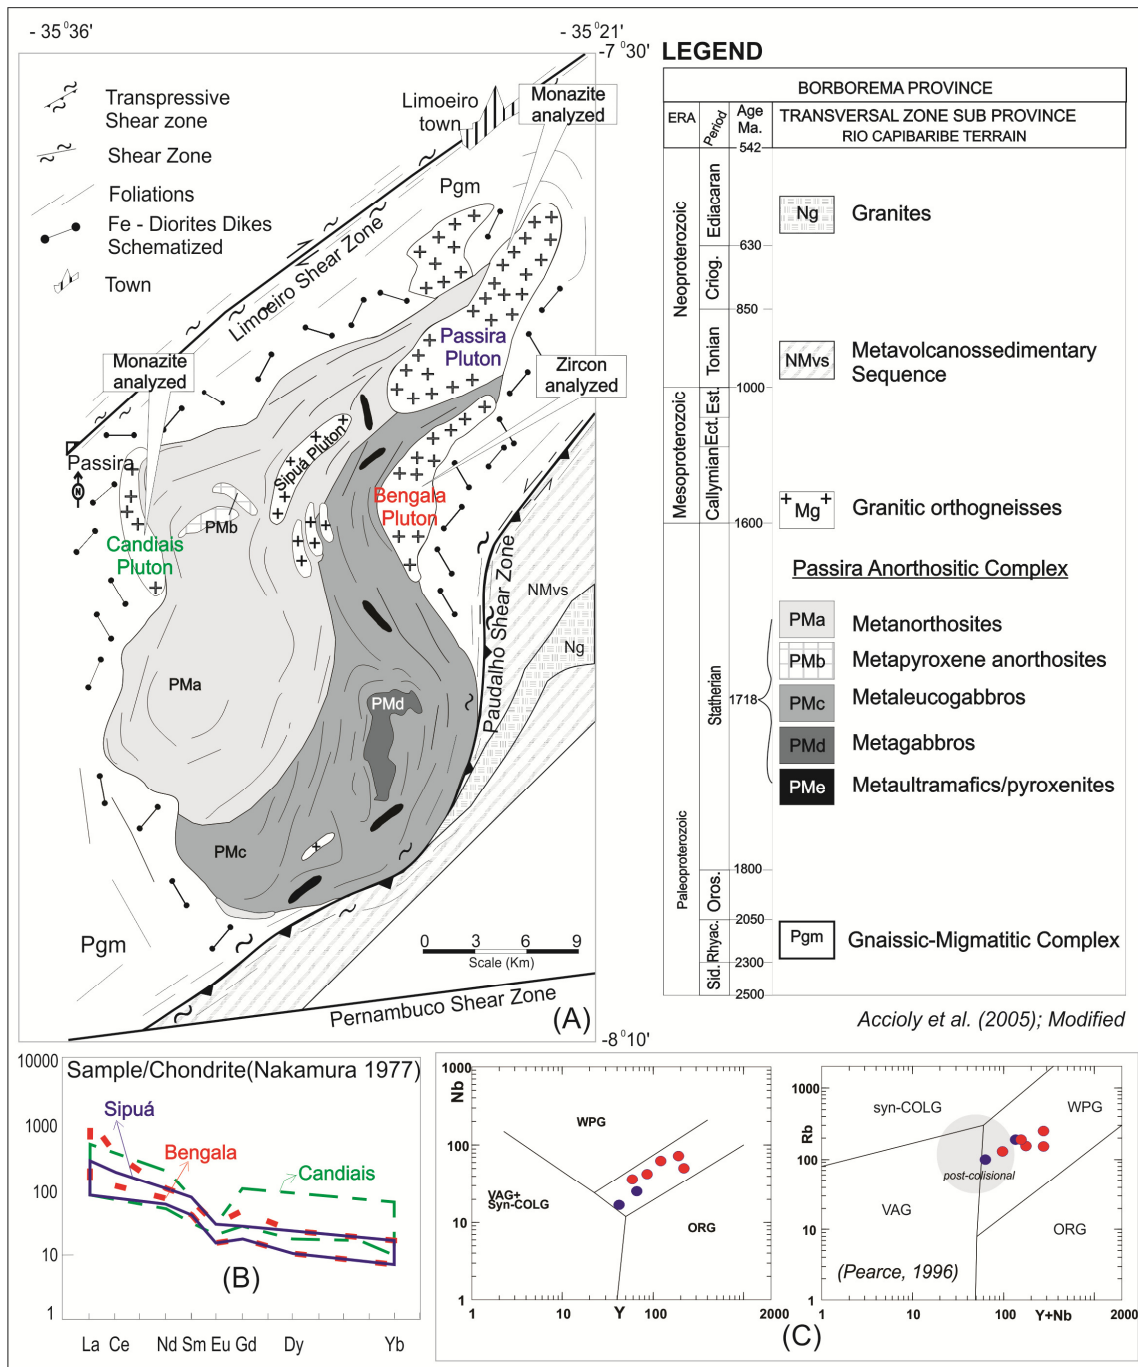 - 35°36'
- 35°21'
-7°30'
Transpressive
Shear zone
Shear Zone
Foliations
Fe - Diorites Dikes
Schematized
Town
Limoeiro
town
Monazite
analyzed
Pgm
Limoeiro Shear Zone
Passira
Pluton
Monazite
analyzed
Zircon
analyzed
Passira
N
Sipuá Pluton
Bengala
Pluton
PMb
Candiais
Pluton
NMvs
Paudalho Shear Zone
Ng
PMa
PMd
PMc
Pgm
0 3 6 9
Scale (Km)
Pernambuco Shear Zone
(A)
-8°10'
LEGEND
BORBOREMA PROVINCE
ERA
Period
Age
Ma.
TRANSVERSAL ZONE SUB PROVINCE
RIO CAPIBARIBE TERRAIN
542
Neoproterozoic
Ediacaran
Ng
Granites
630
Criog.
850
Tonian
NMvs
Metavolcanossedimentary
Sequence
1000
Mesoproterozoic
Est.
Ect.
Callymian
Mg
Granitic orthogneisses
1600
Passira Anorthositic Complex
Paleoproterozoic
Statherian
1718
PMa
Metanorthosites
PMb
Metapyroxene anorthosites
PMc
Metaleucogabbros
PMd
Metagabbros
PMe
Metaultramafics/pyroxenites
1800
Oros.
2050
Rhyac.
Pgm
Gnaissic-Migmatitic Complex
2300
Sid.
2500
Accioly et al. (2005); Modified
10000
1000
100
10
1
Sample/Chondrite(Nakamura 1977)
Sipuá
Bengala
Candiais
(B)
La Ce Nd Sm Eu Gd Dy Yb
1000
100
10
1
Nb
WPG
VAG+
Syn-COLG
ORG
1 10 100 2000
Y
1000
100
10
1
Rb
syn-COLG
WPG
post-colisional
VAG
ORG
(Pearce, 1996)
1 10 100 2000
Y+Nb
(C)